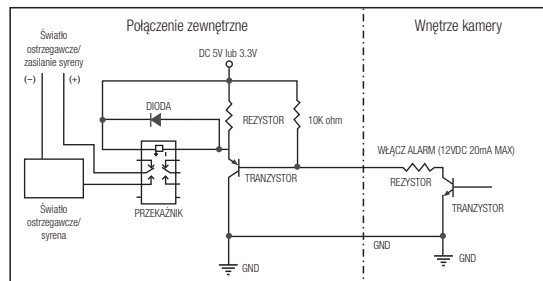 Połączenie zewnętrzne
Wnętrze kamery
Światło
ostrzegawcze/
zasilanie syreny
(−)
(+)
DC 5V lub 3.3V
DIODA
REZYSTOR
10K ohm
WŁĄCZ ALARM (12VDC 20mA MAX)
TRANZYSTOR
REZYSTOR
TRANZYSTOR
PRZEKAŹNIK
Światło
ostrzegawcze/
syrena
GND
GND
GND